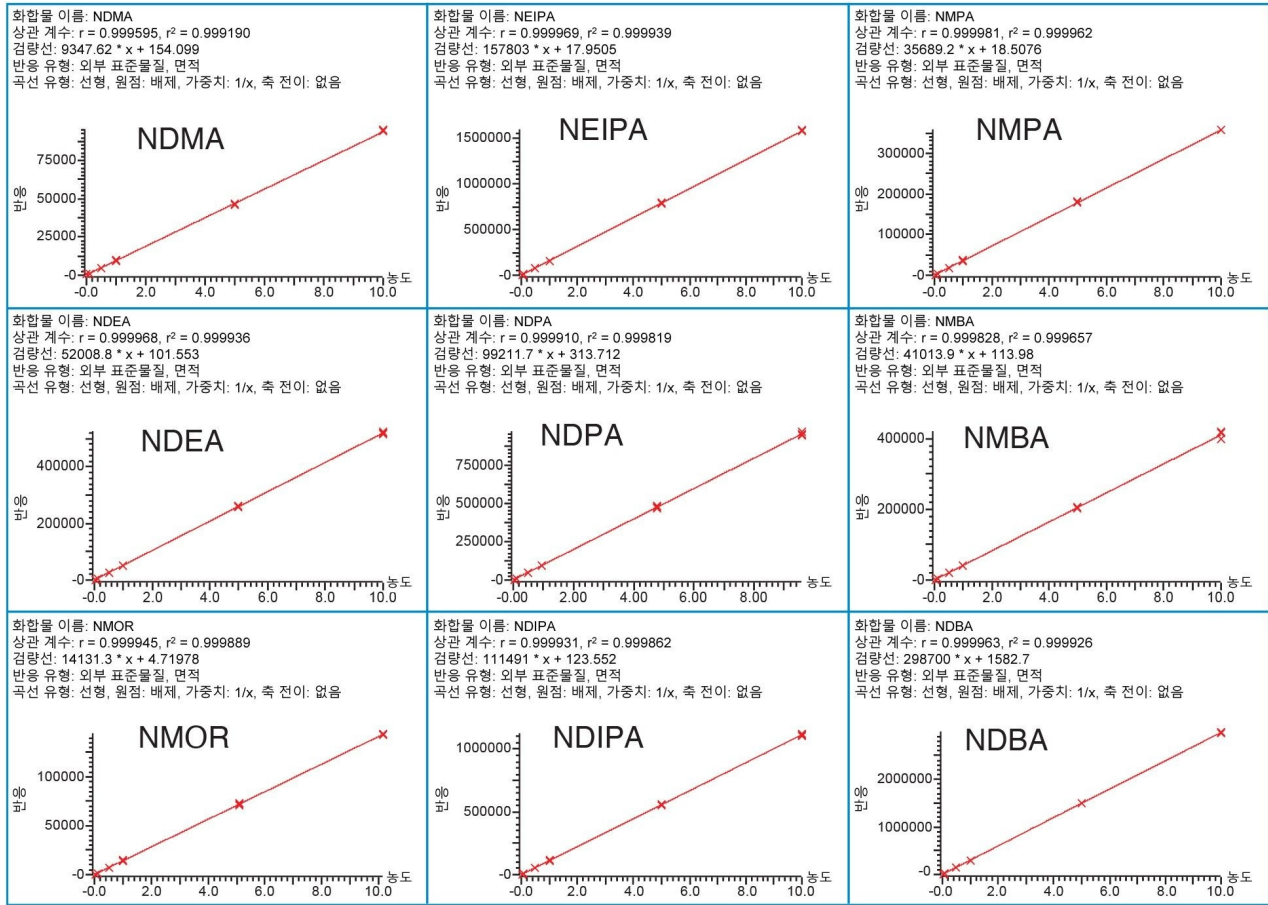 화합물 이름: NDMA
상관 계수: r = 0.999595, r² = 0.999190
검량선: 9347.62 * x + 154.099
반응 유형: 외부 표준물질, 면적
곡선 유형: 선형, 원점: 배제, 가중치: 1/x, 축 전이: 없음
NDMA
75000
50000
25000
반응
-0
-0.0 2.0 4.0 6.0 8.0 10.0 농도
화합물 이름: NEIPA
상관 계수: r = 0.999969, r² = 0.999939
검량선: 157803 * x + 17.9505
반응 유형: 외부 표준물질, 면적
곡선 유형: 선형, 원점: 배제, 가중치: 1/x, 축 전이: 없음
NEIPA
1500000
1000000
500000
반응
-0
-0.0 2.0 4.0 6.0 8.0 10.0 농도
화합물 이름: NMPA
상관 계수: r = 0.999981, r² = 0.999962
검량선: 35689.2 * x + 18.5076
반응 유형: 외부 표준물질, 면적
곡선 유형: 선형, 원점: 배제, 가중치: 1/x, 축 전이: 없음
NMPA
300000
200000
100000
반응
-0
-0.0 2.0 4.0 6.0 8.0 10.0 농도
화합물 이름: NDEA
상관 계수: r = 0.999968, r² = 0.999936
검량선: 52008.8 * x + 101.553
반응 유형: 외부 표준물질, 면적
곡선 유형: 선형, 원점: 배제, 가중치: 1/x, 축 전이: 없음
NDEA
400000
200000
반응
-0
-0.0 2.0 4.0 6.0 8.0 10.0 농도
화합물 이름: NDPA
상관 계수: r = 0.999910, r² = 0.999819
검량선: 99211.7 * x + 313.712
반응 유형: 외부 표준물질, 면적
곡선 유형: 선형, 원점: 배제, 가중치: 1/x, 축 전이: 없음
NDPA
750000
500000
250000
반응
-0
-0.00 2.00 4.00 6.00 8.00 농도
화합물 이름: NMBA
상관 계수: r = 0.999828, r² = 0.999657
검량선: 41013.9 * x + 113.98
반응 유형: 외부 표준물질, 면적
곡선 유형: 선형, 원점: 배제, 가중치: 1/x, 축 전이: 없음
NMBA
400000
200000
반응
-0
-0.0 2.0 4.0 6.0 8.0 10.0 농도
화합물 이름: NMOR
상관 계수: r = 0.999945, r² = 0.999889
검량선: 14131.3 * x + 4.71978
반응 유형: 외부 표준물질, 면적
곡선 유형: 선형, 원점: 배제, 가중치: 1/x, 축 전이: 없음
NMOR
100000
50000
반응
-0
-0.0 2.0 4.0 6.0 8.0 10.0 농도
화합물 이름: NDIPA
상관 계수: r = 0.999931, r² = 0.999862
검량선: 111491 * x + 123.552
반응 유형: 외부 표준물질, 면적
곡선 유형: 선형, 원점: 배제, 가중치: 1/x, 축 전이: 없음
NDIPA
1000000
500000
반응
-0
-0.0 2.0 4.0 6.0 8.0 10.0 농도
화합물 이름: NDBA
상관 계수: r = 0.999963, r² = 0.999926
검량선: 298700 * x + 1582.7
반응 유형: 외부 표준물질, 면적
곡선 유형: 선형, 원점: 배제, 가중치: 1/x, 축 전이: 없음
NDBA
2000000
1000000
반응
-0
-0.0 2.0 4.0 6.0 8.0 10.0 농도